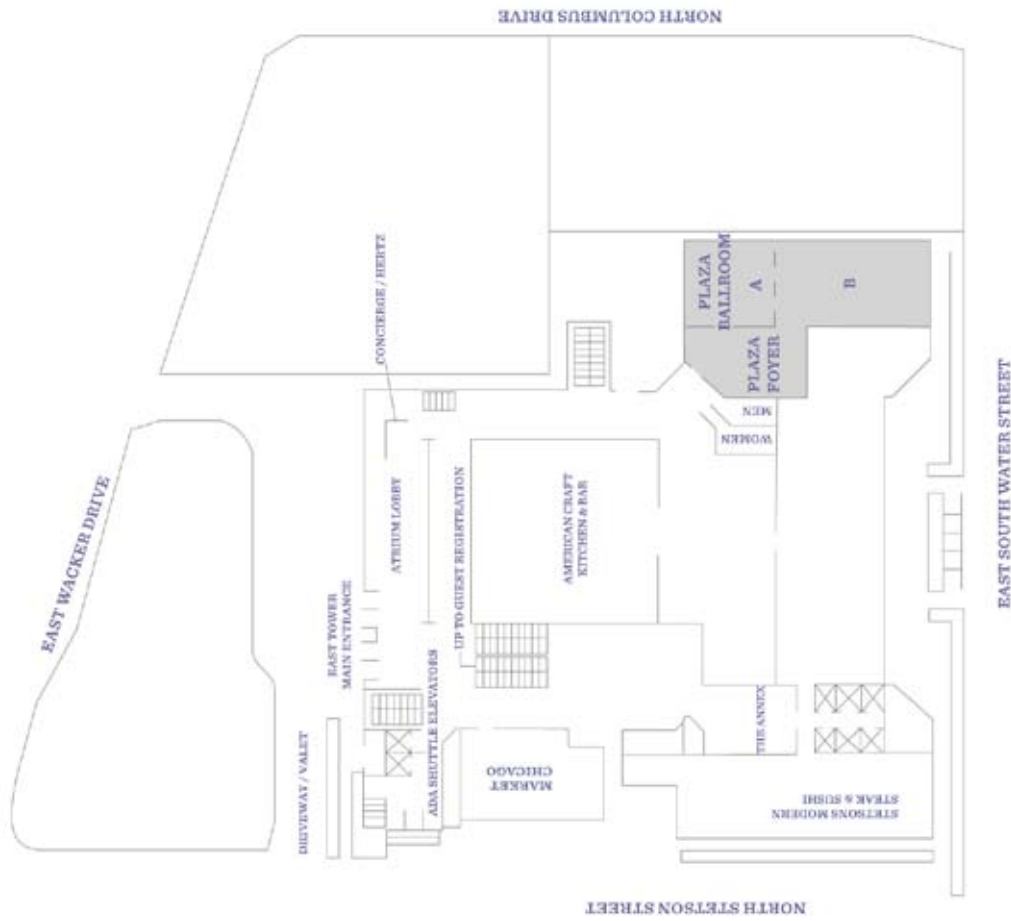 NORTH COLUMBUS DRIVE
CONCIERGE / HERTZ
PLAZA
BALLROOM
A
B
PLAZA
FOYER
MEN
WOMEN
EAST WACKER DRIVE
ATRIUM LOBBY
UP TO GUEST REGISTRATION
AMERICAN CRAFT
KITCHEN & BAR
EAST SOUTH WATER STREET
EAST TOWER
MAIN ENTRANCE
ADA SHUTTLE ELEVATORS
THE ANNEX
DRIVEWAY / VALET
MARKET
CHICAGO
STETSONS MODERN
STEAK & SUSHI
NORTH STETSON STREET